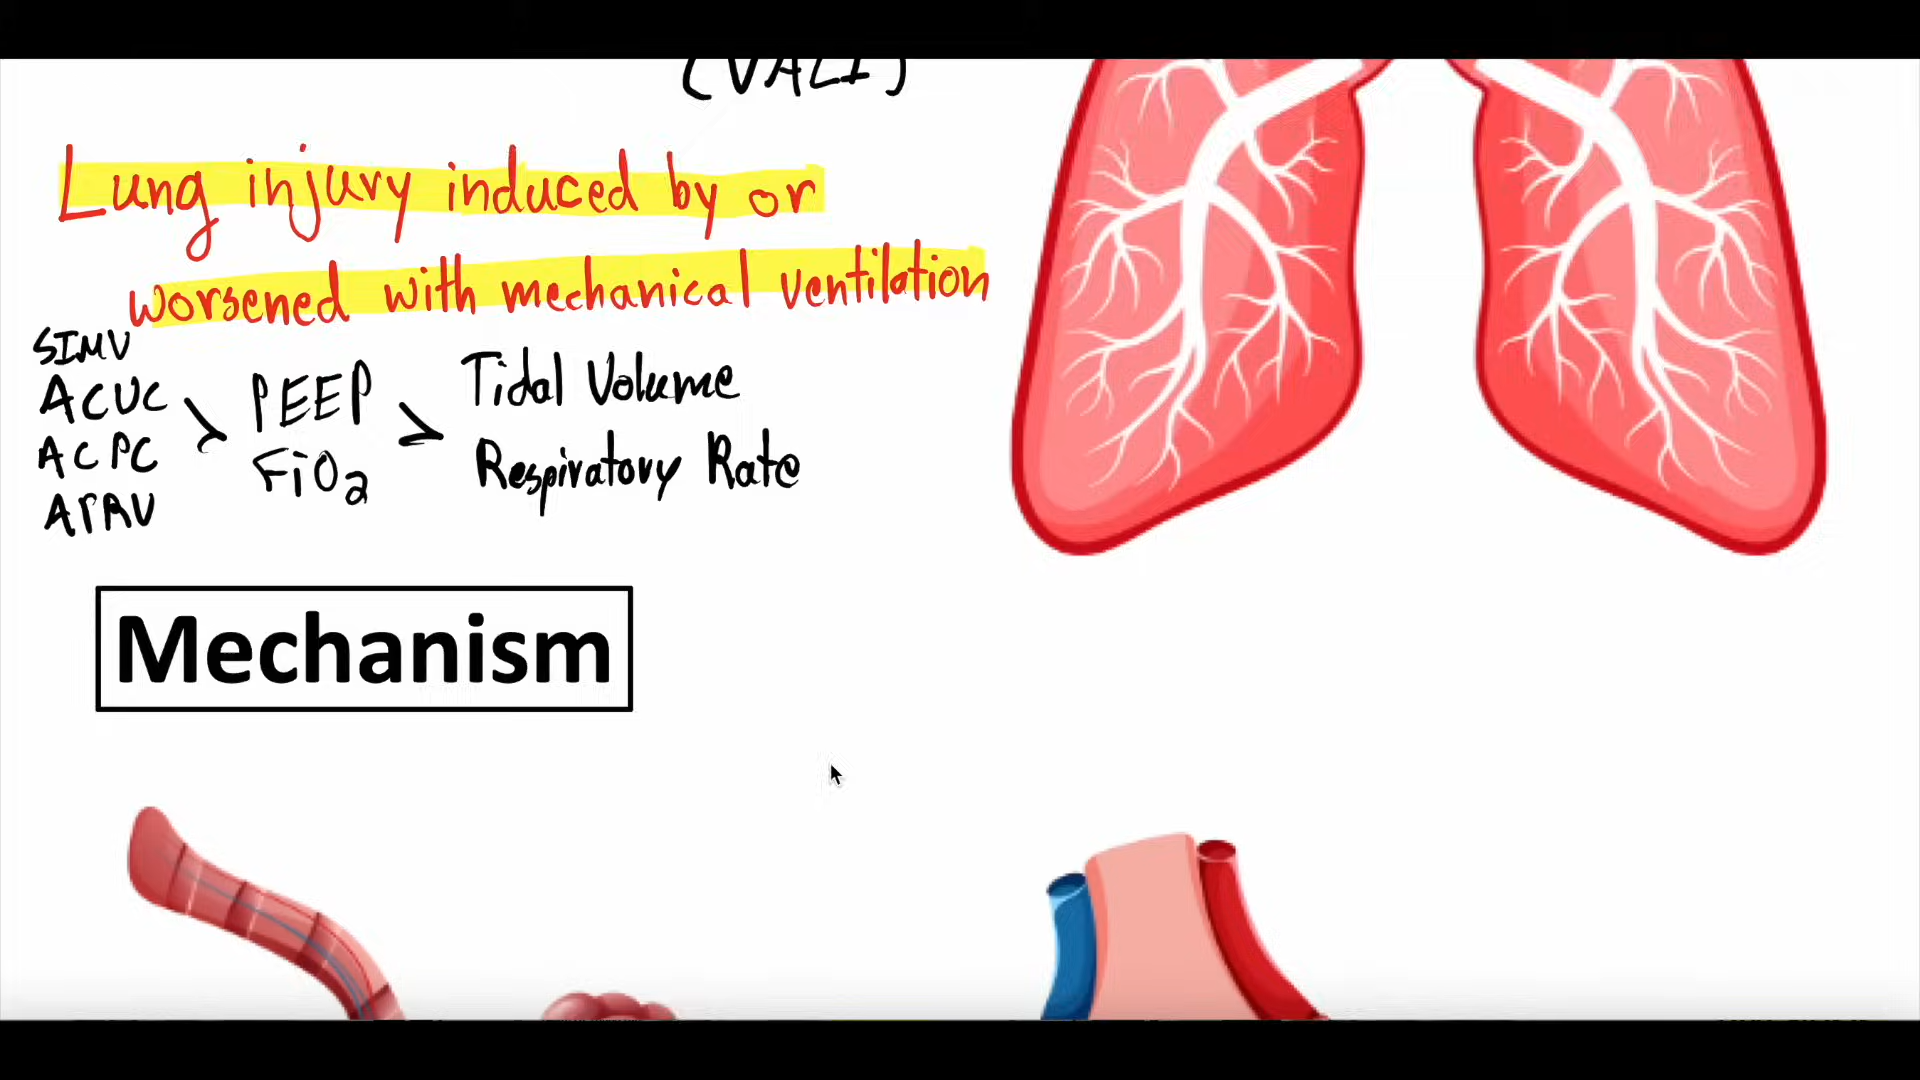 (VALI)
Lung injury induced by or
worsened with mechanical ventilation
SIMV
ACVC
ACPC
APRV
> PEEP
FiO2
> Tidal Volume
Respiratory Rate
Mechanism